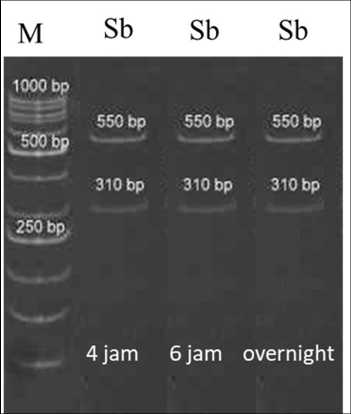 M Sb Sb Sb
1000 bp
550 bp 550 bp 550 bp
500 bp
310 bp 310 bp 310 bp
250 bp
4 jam 6 jam overnight